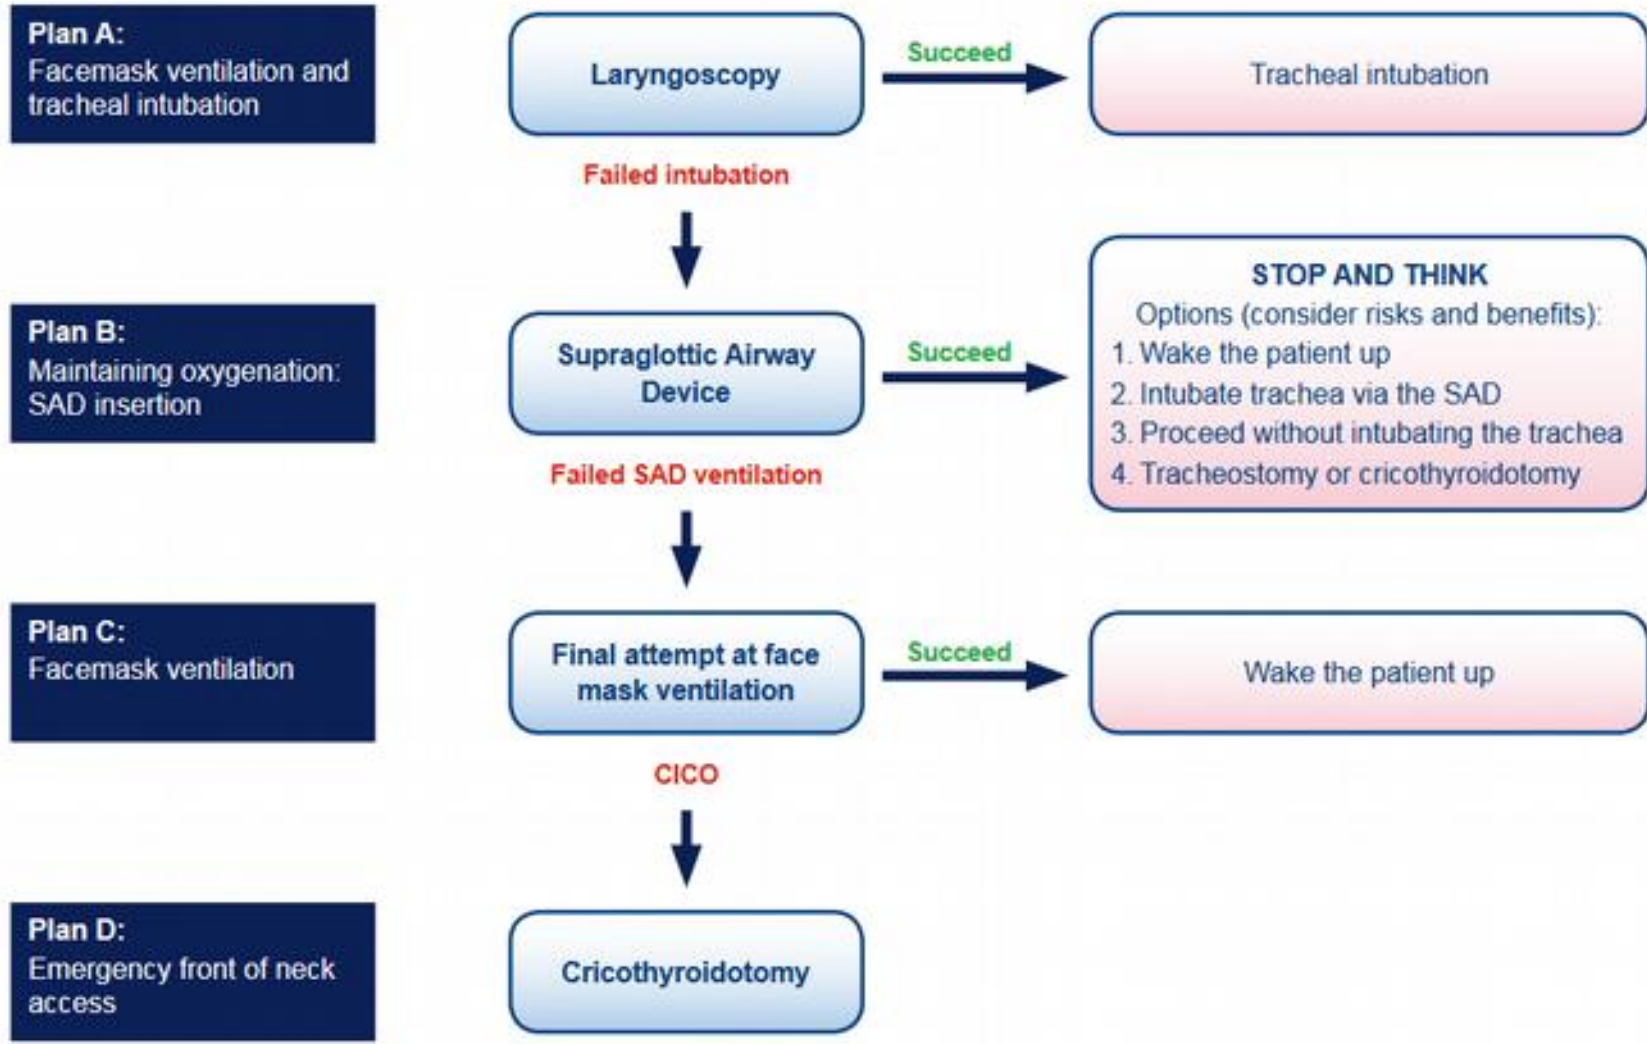 Plan A:
Facemask ventilation and
tracheal intubation
Laryngoscopy
Succeed
Tracheal intubation
Failed intubation
Plan B:
Maintaining oxygenation:
SAD insertion
Supraglottic Airway
Device
Succeed
STOP AND THINK
Options (consider risks and benefits):
1. Wake the patient up
2. Intubate trachea via the SAD
3. Proceed without intubating the trachea
4. Tracheostomy or cricothyroidotomy
Failed SAD ventilation
Plan C:
Facemask ventilation
Final attempt at face
mask ventilation
Succeed
Wake the patient up
CICO
Plan D:
Emergency front of neck
access
Cricothyroidotomy